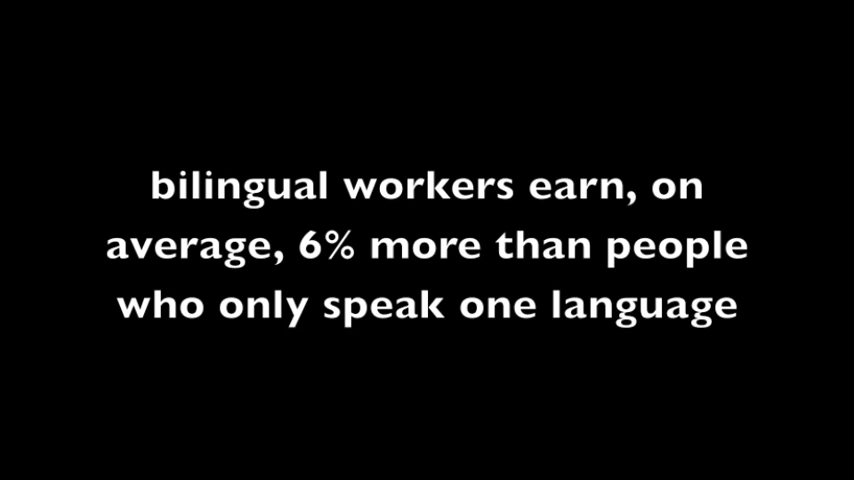 bilingual workers earn, on
average, 6% more than people
who only speak one language